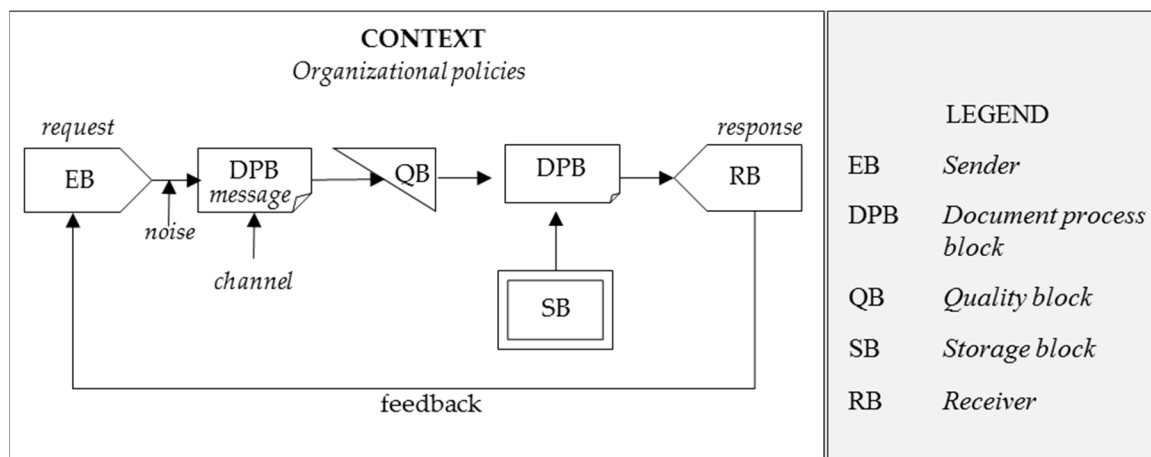 CONTEXT
Organizational policies
request
response
EB
DPB
message
QB
DPB
RB
noise
channel
SB
feedback
LEGEND
EB Sender
DPB Document process
block
QB Quality block
SB Storage block
RB Receiver